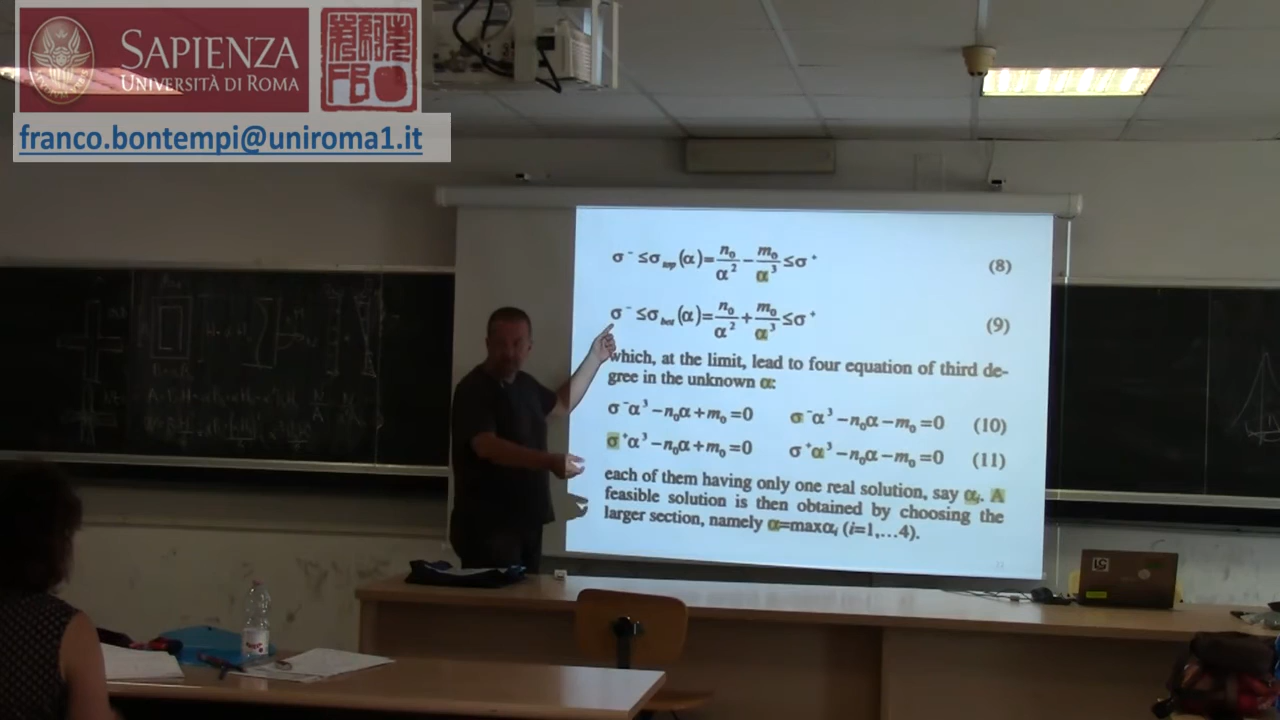 SAPIENZA
UNIVERSITÀ DI ROMA
FBO
franco.bontempi@uniroma1.it
σ⁻ ≤ σ_top(α) = n₀/α² − m₀/α³ ≤ σ⁺ (8)
σ⁻ ≤ σ_bot(α) = n₀/α² + m₀/α³ ≤ σ⁺ (9)
which, at the limit, lead to four equation of third de-
gree in the unknown α:
σ⁻α³ − n₀α + m₀ = 0 σ⁻α³ − n₀α − m₀ = 0 (10)
σ⁺α³ − n₀α + m₀ = 0 σ⁺α³ − n₀α − m₀ = 0 (11)
each of them having only one real solution, say αᵢ. A
feasible solution is then obtained by choosing the
larger section, namely α=maxαᵢ (i=1,…4).